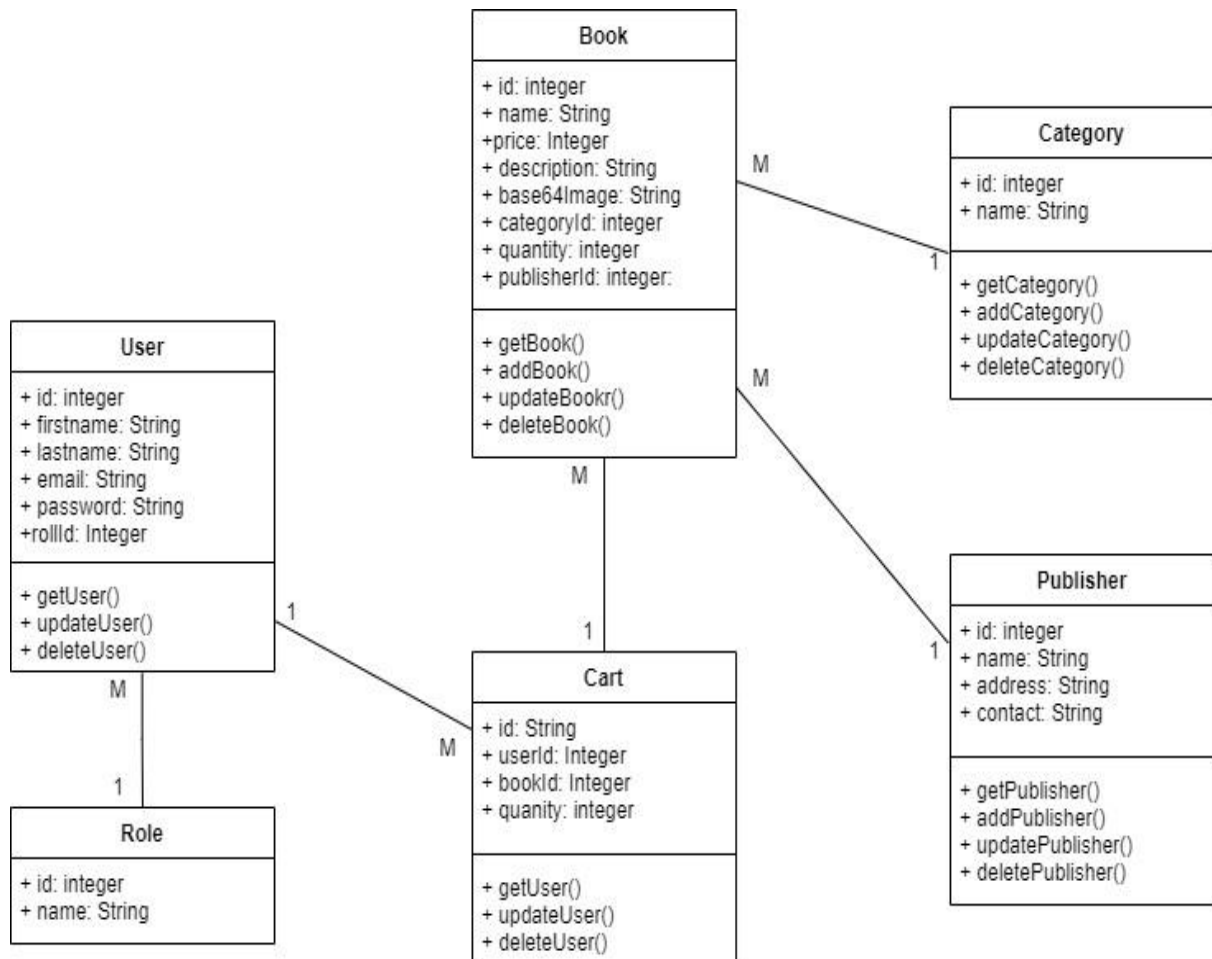 Book
+ id: integer
+ name: String
+price: Integer
+ description: String
+ base64Image: String
+ categoryId: integer
+ quantity: integer
+ publisherId: integer:
+ getBook()
+ addBook()
+ updateBookr()
+ deleteBook()
M
M
M
Category
+ id: integer
+ name: String
+ getCategory()
+ addCategory()
+ updateCategory()
+ deleteCategory()
1
User
+ id: integer
+ firstname: String
+ lastname: String
+ email: String
+ password: String
+rollId: Integer
+ getUser()
+ updateUser()
+ deleteUser()
1
M
1
M
1
Publisher
+ id: integer
+ name: String
+ address: String
+ contact: String
+ getPublisher()
+ addPublisher()
+ updatePublisher()
+ deletePublisher()
1
Cart
+ id: String
+ userId: Integer
+ bookId: Integer
+ quanity: integer
+ getUser()
+ updateUser()
+ deleteUser()
Role
+ id: integer
+ name: String